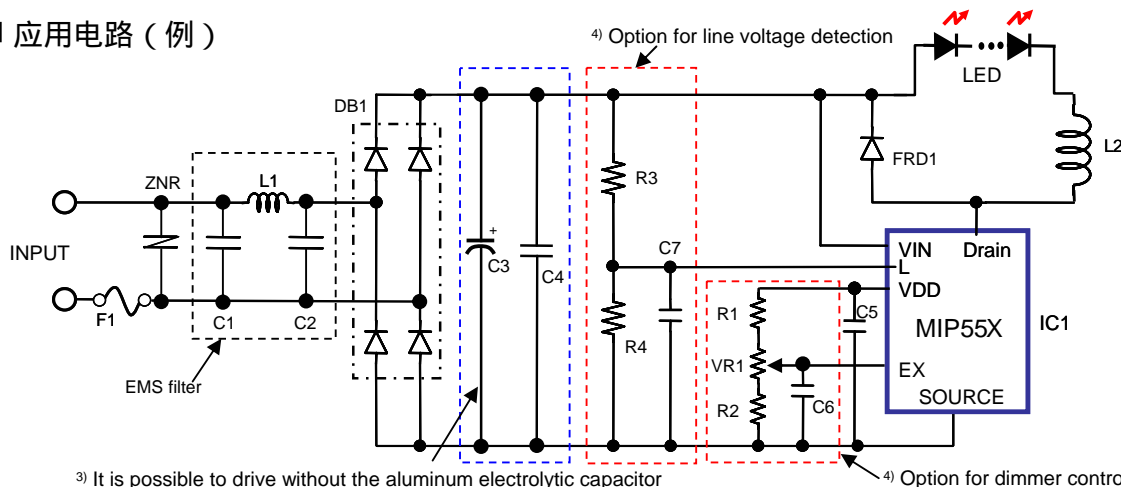 应用电路（例）
4) Option for line voltage detection
LED
DB1
FRD1
L2
ZNR
L1
R3
INPUT
C3
+
C4
C7
VIN
Drain
L
VDD
F1
C1
C2
R4
R1
C5
MIP55X
IC1
VR1
EX
EMS filter
R2
C6
SOURCE
3) It is possible to drive without the aluminum electrolytic capacitor
4) Option for dimmer contro